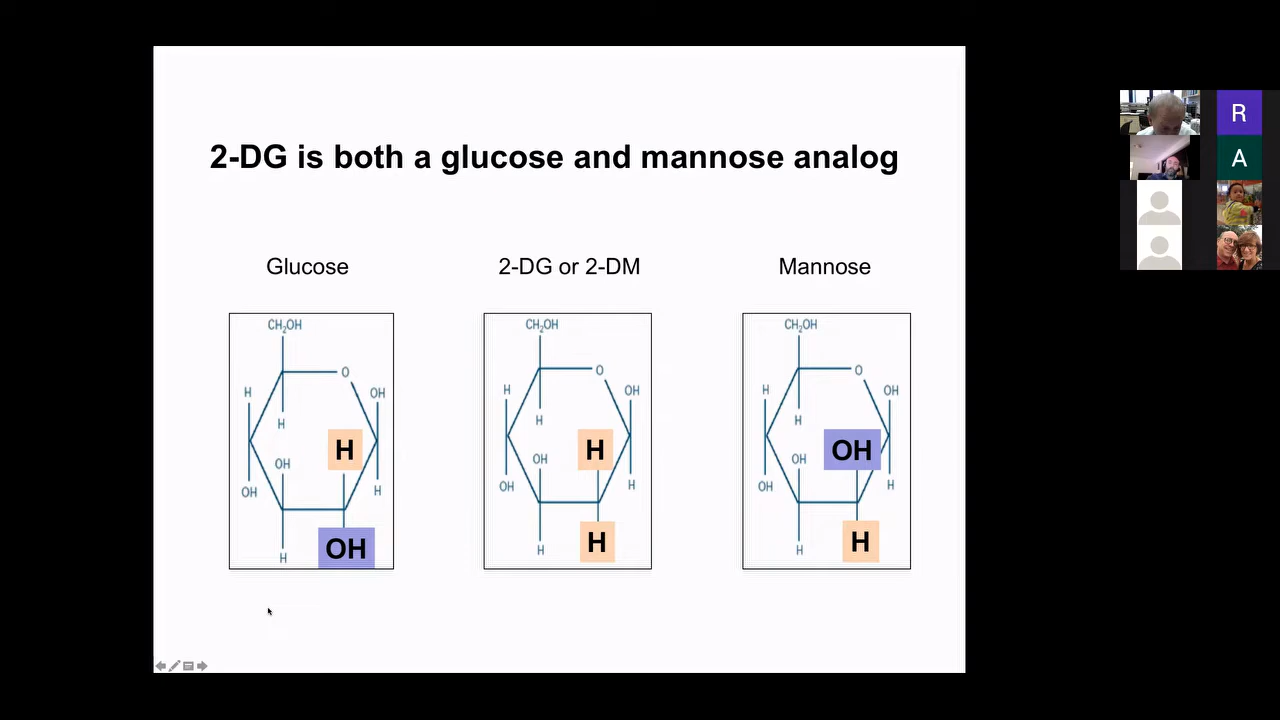 2-DG is both a glucose and mannose analog
Glucose
2-DG or 2-DM
Mannose
CH₂OH
O
H
OH
H
H
OH
OH
H
H
OH
CH₂OH
O
H
OH
H
H
OH
OH
H
H
H
CH₂OH
O
H
OH
H
OH
OH
OH
H
H
H
R
A